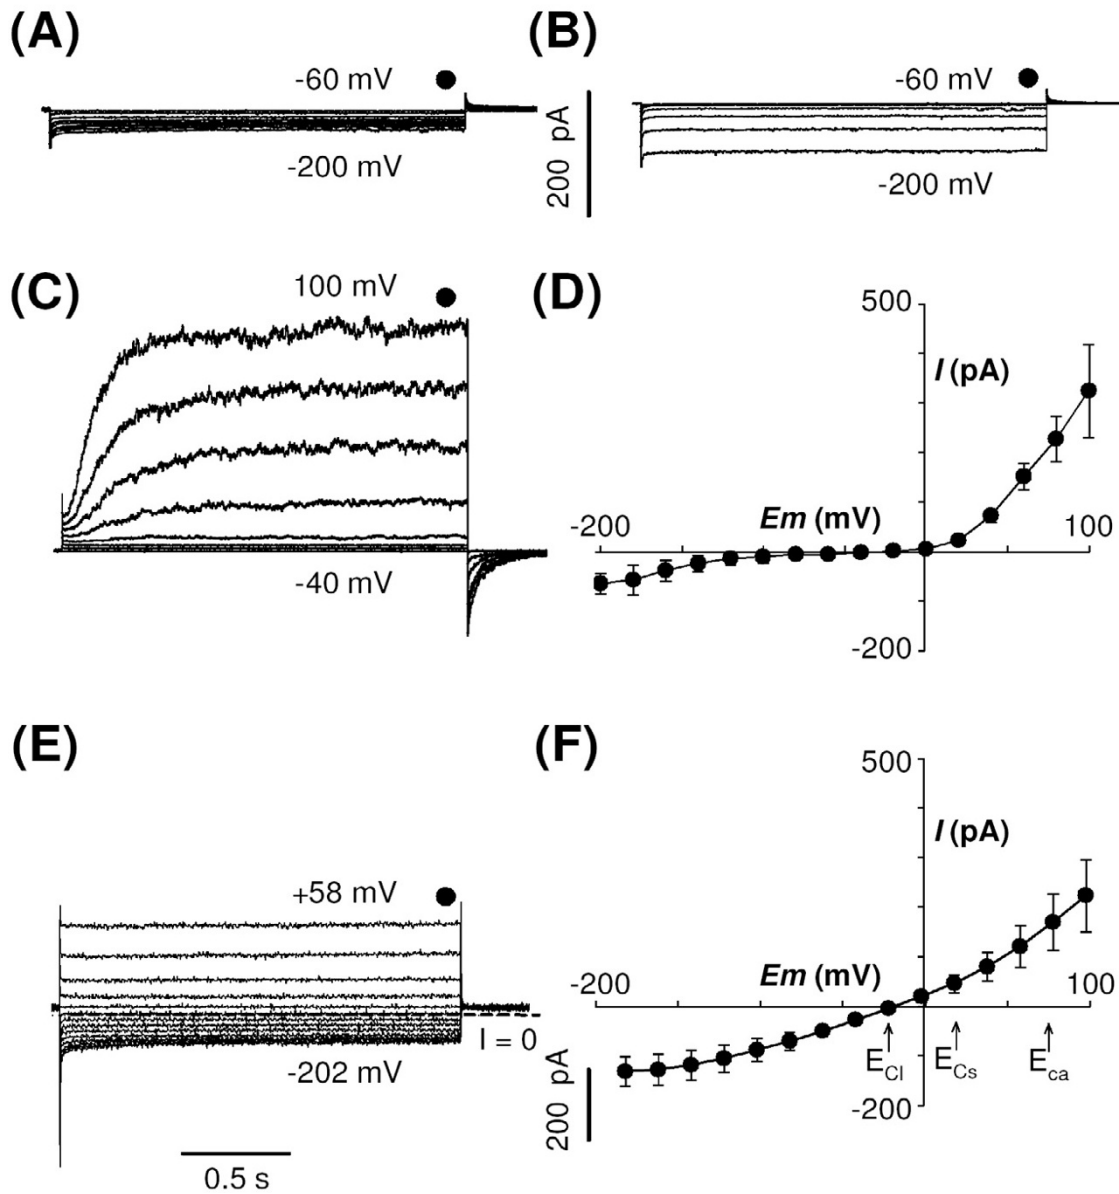 (A)
-60 mV
-200 mV
(B)
-60 mV
-200 mV
200 pA
(C)
100 mV
-40 mV
(D)
500
I (pA)
-200
Em (mV)
100
-200
(E)
+58 mV
I = 0
-202 mV
0.5 s
(F)
500
I (pA)
-200
Em (mV)
100
ECl
ECs
Eca
-200
200 pA